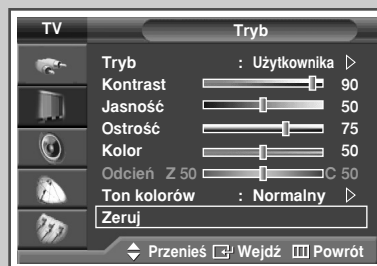 TV
Tryb
Tryb : Użytkownika
Kontrast 90
Jasność 50
Ostrość 75
Kolor 50
Odcień Z 50 C 50
Ton kolorów : Normalny
Zeruj
Przenieś Wejdź Powrót